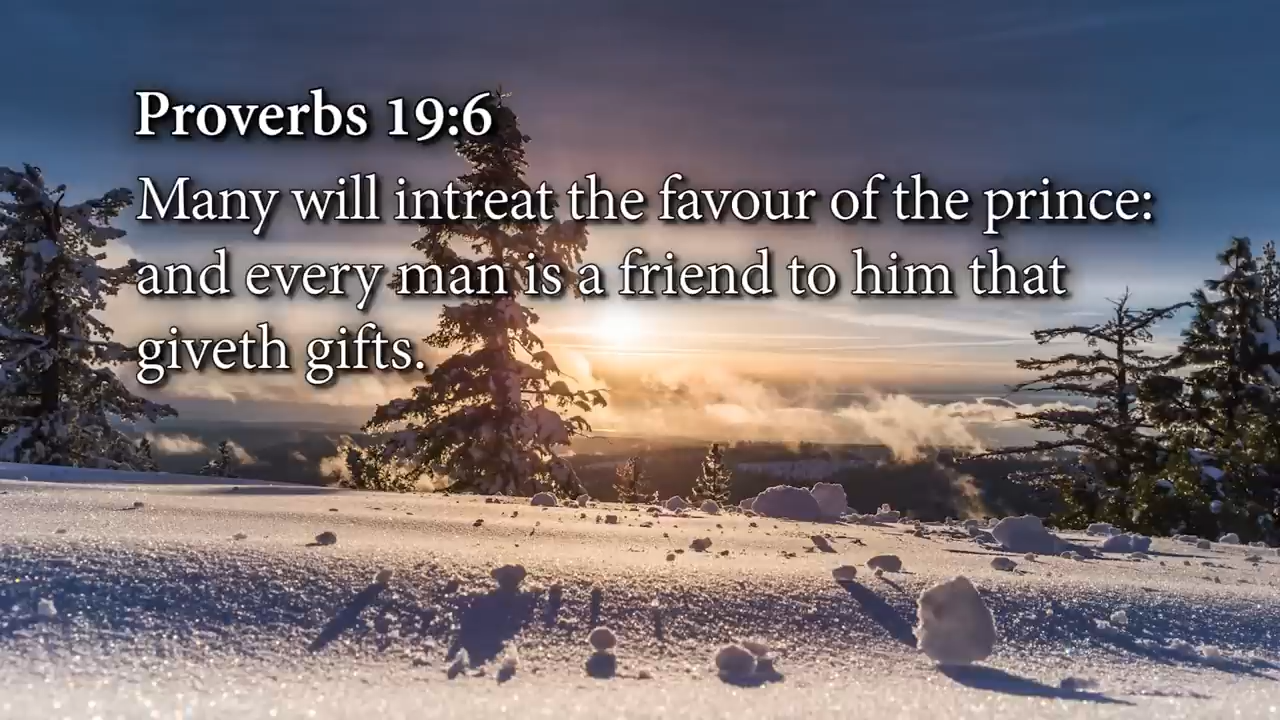 Proverbs 19:6
Many will intreat the favour of the prince:
and every man is a friend to him that
giveth gifts.